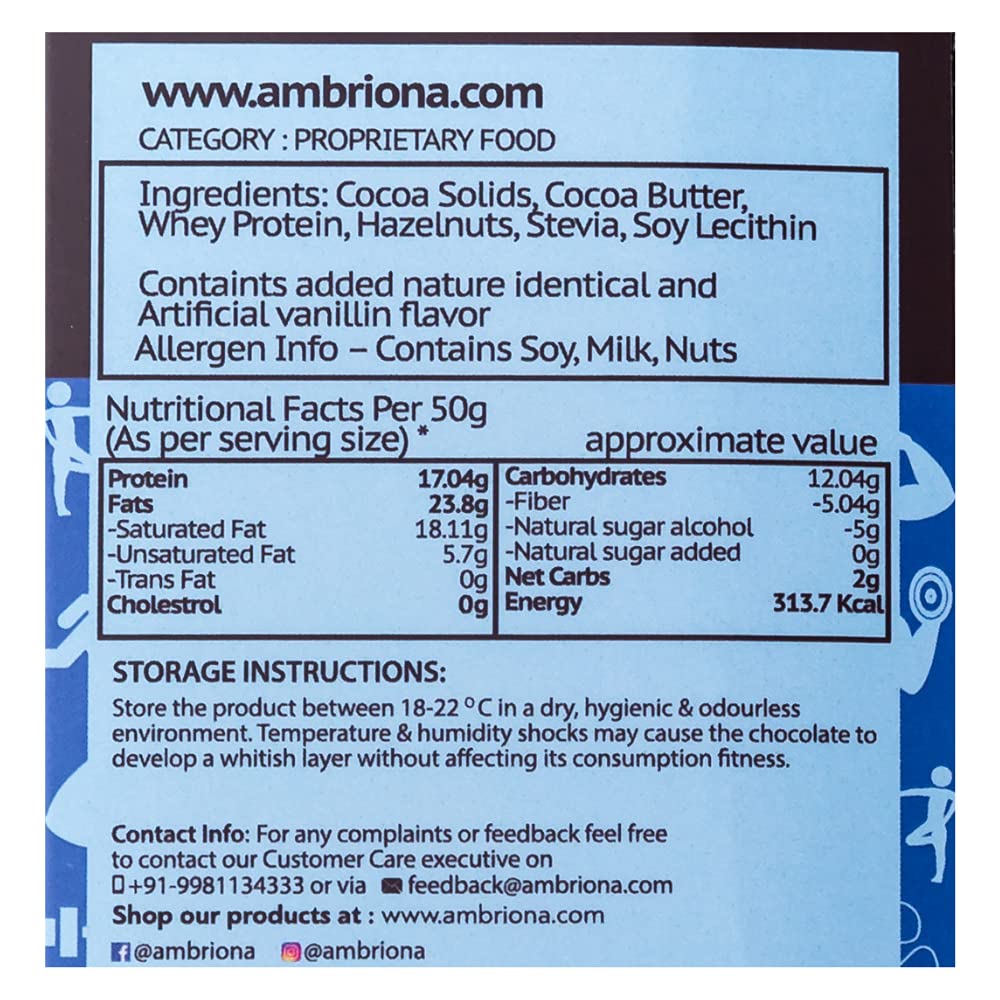 www.ambriona.com
CATEGORY : PROPRIETARY FOOD
Ingredients: Cocoa Solids, Cocoa Butter,
Whey Protein, Hazelnuts, Stevia, Soy Lecithin
Containts added nature identical and
Artificial vanillin flavor
Allergen Info – Contains Soy, Milk, Nuts
Nutritional Facts Per 50g
(As per serving size) *
approximate value
Protein 17.04g
Fats 23.8g
-Saturated Fat 18.11g
-Unsaturated Fat 5.7g
-Trans Fat 0g
Cholestrol 0g
Carbohydrates 12.04g
-Fiber -5.04g
-Natural sugar alcohol -5g
-Natural sugar added 0g
Net Carbs 2g
Energy 313.7 Kcal
STORAGE INSTRUCTIONS:
Store the product between 18-22 °C in a dry, hygienic & odourless
environment. Temperature & humidity shocks may cause the chocolate to
develop a whitish layer without affecting its consumption fitness.
Contact Info: For any complaints or feedback feel free
to contact our Customer Care executive on
+91-9981134333 or via feedback@ambriona.com
Shop our products at : www.ambriona.com
@ambriona @ambriona